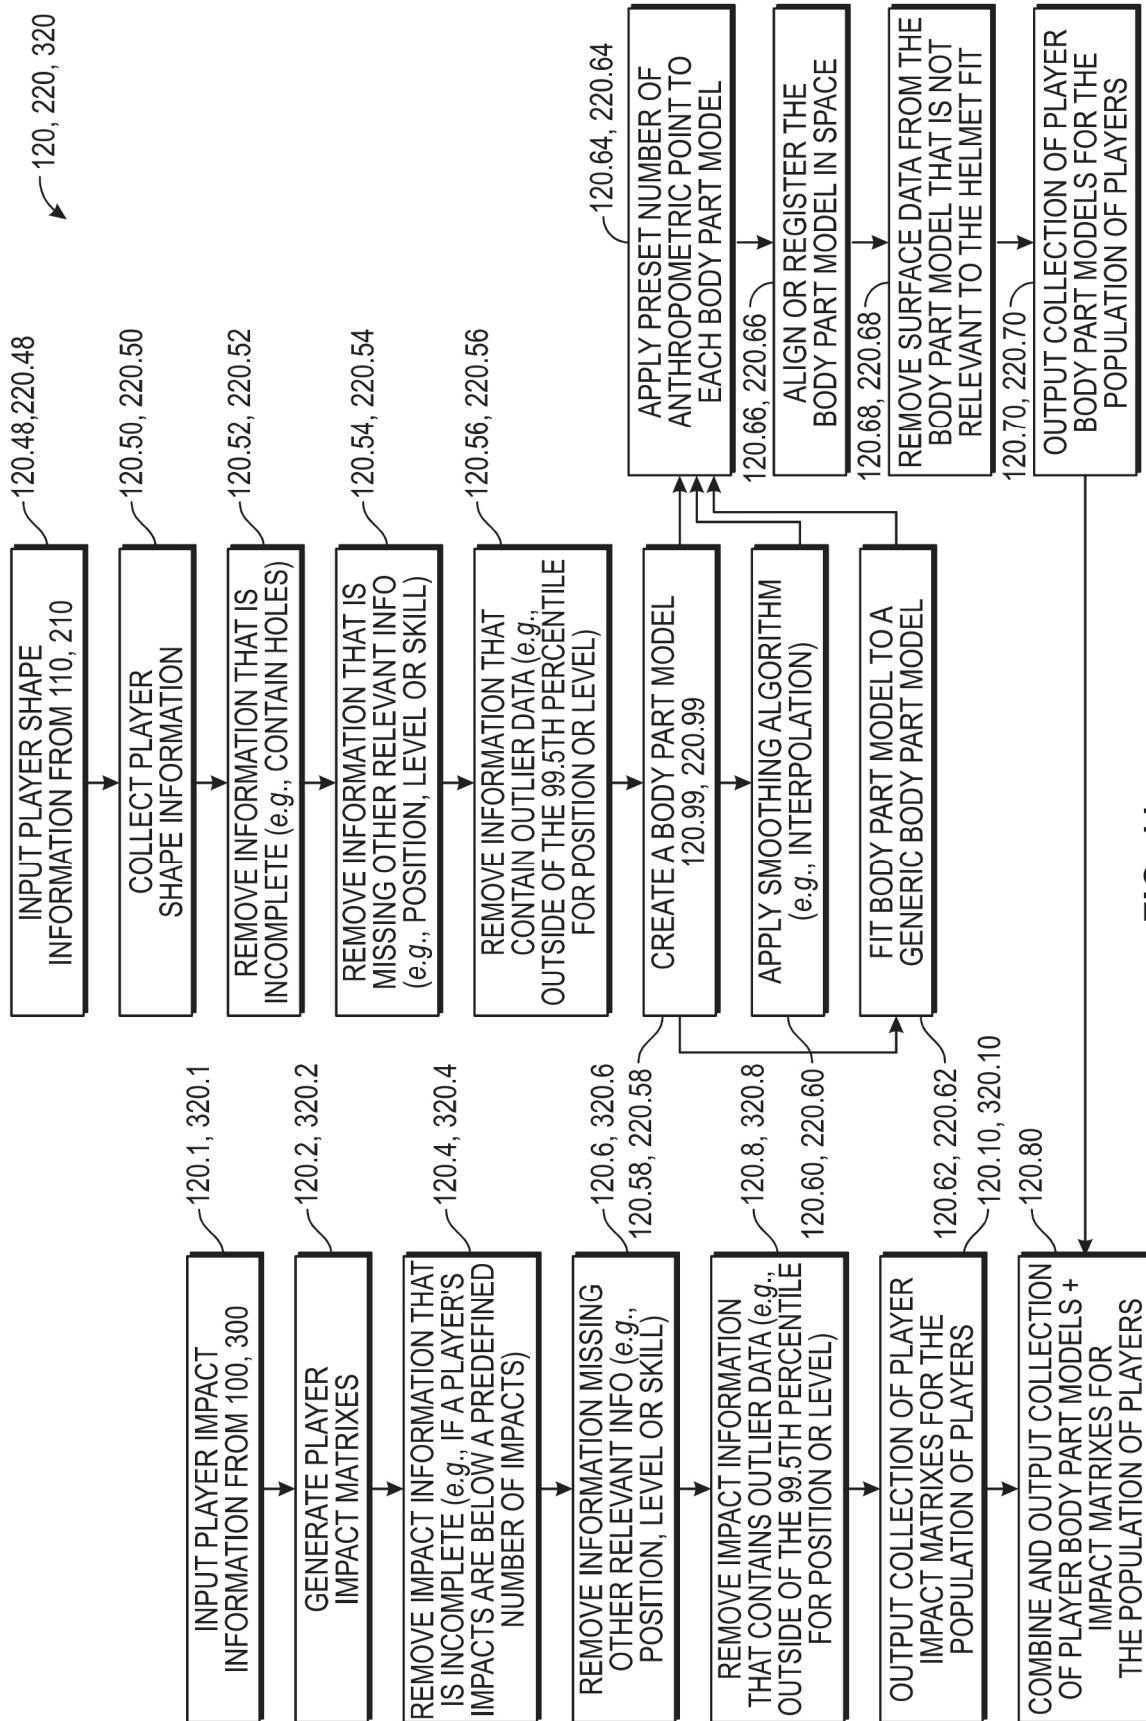 120, 220, 320
INPUT PLAYER IMPACT
INFORMATION FROM 100, 300
120.1, 320.1
GENERATE PLAYER
IMPACT MATRIXES
120.2, 320.2
REMOVE IMPACT INFORMATION THAT
IS INCOMPLETE (e.g., IF A PLAYER'S
IMPACTS ARE BELOW A PREDEFINED
NUMBER OF IMPACTS)
120.4, 320.4
REMOVE INFORMATION MISSING
OTHER RELEVANT INFO (e.g.,
POSITION, LEVEL OR SKILL)
120.6, 320.6
REMOVE IMPACT INFORMATION
THAT CONTAINS OUTLIER DATA (e.g.,
OUTSIDE OF THE 99.5TH PERCENTILE
FOR POSITION OR LEVEL)
120.8, 320.8
OUTPUT COLLECTION OF PLAYER
IMPACT MATRIXES FOR THE
POPULATION OF PLAYERS
120.10, 320.10
COMBINE AND OUTPUT COLLECTION
OF PLAYER BODY PART MODELS +
IMPACT MATRIXES FOR
THE POPULATION OF PLAYERS
120.80
INPUT PLAYER SHAPE
INFORMATION FROM 110, 210
120.48,220.48
COLLECT PLAYER
SHAPE INFORMATION
120.50, 220.50
REMOVE INFORMATION THAT IS
INCOMPLETE (e.g., CONTAIN HOLES)
120.52, 220.52
REMOVE INFORMATION THAT IS
MISSING OTHER RELEVANT INFO
(e.g., POSITION, LEVEL OR SKILL)
120.54, 220.54
REMOVE INFORMATION THAT
CONTAIN OUTLIER DATA (e.g.,
OUTSIDE OF THE 99.5TH PERCENTILE
FOR POSITION OR LEVEL)
120.56, 220.56
CREATE A BODY PART MODEL
120.99, 220.99
120.58, 220.58
APPLY SMOOTHING ALGORITHM
(e.g., INTERPOLATION)
120.60, 220.60
FIT BODY PART MODEL TO A
GENERIC BODY PART MODEL
120.62, 220.62
APPLY PRESET NUMBER OF
ANTHROPOMETRIC POINT TO
EACH BODY PART MODEL
120.64, 220.64
ALIGN OR REGISTER THE
BODY PART MODEL IN SPACE
120.66, 220.66
REMOVE SURFACE DATA FROM THE
BODY PART MODEL THAT IS NOT
RELEVANT TO THE HELMET FIT
120.68, 220.68
OUTPUT COLLECTION OF PLAYER
BODY PART MODELS FOR THE
POPULATION OF PLAYERS
120.70, 220.70